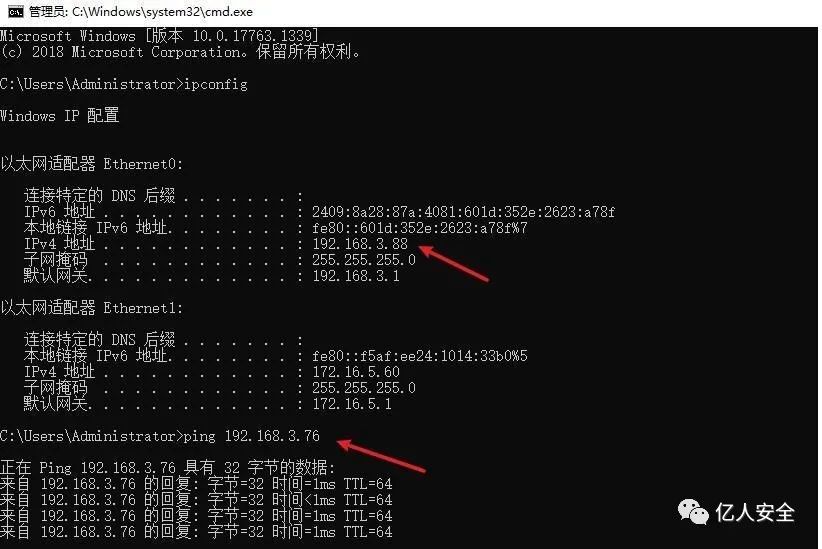 管理员: C:\Windows\system32\cmd.exe
Microsoft Windows [版本 10.0.17763.1339]
(c) 2018 Microsoft Corporation。保留所有权利。
C:\Users\Administrator>ipconfig
Windows IP 配置
以太网适配器 Ethernet0:
连接特定的 DNS 后缀 . . . . . . . :
IPv6 地址 . . . . . . . . . . . . : 2409:8a28:87a:4081:601d:352e:2623:a78f
本地链接 IPv6 地址. . . . . . . . : fe80::601d:352e:2623:a78f%7
IPv4 地址 . . . . . . . . . . . . : 192.168.3.88
子网掩码  . . . . . . . . . . . . : 255.255.255.0
默认网关. . . . . . . . . . . . . : 192.168.3.1
以太网适配器 Ethernet1:
连接特定的 DNS 后缀 . . . . . . . :
本地链接 IPv6 地址. . . . . . . . : fe80::f5af:ee24:1014:33b0%5
IPv4 地址 . . . . . . . . . . . . : 172.16.5.60
子网掩码  . . . . . . . . . . . . : 255.255.255.0
默认网关. . . . . . . . . . . . . : 172.16.5.1
C:\Users\Administrator>ping 192.168.3.76
正在 Ping 192.168.3.76 具有 32 字节的数据:
来自 192.168.3.76 的回复: 字节=32 时间=1ms TTL=64
来自 192.168.3.76 的回复: 字节=32 时间<1ms TTL=64
来自 192.168.3.76 的回复: 字节=32 时间=1ms TTL=64
来自 192.168.3.76 的回复: 字节=32 时间=1ms TTL=64
亿人安全